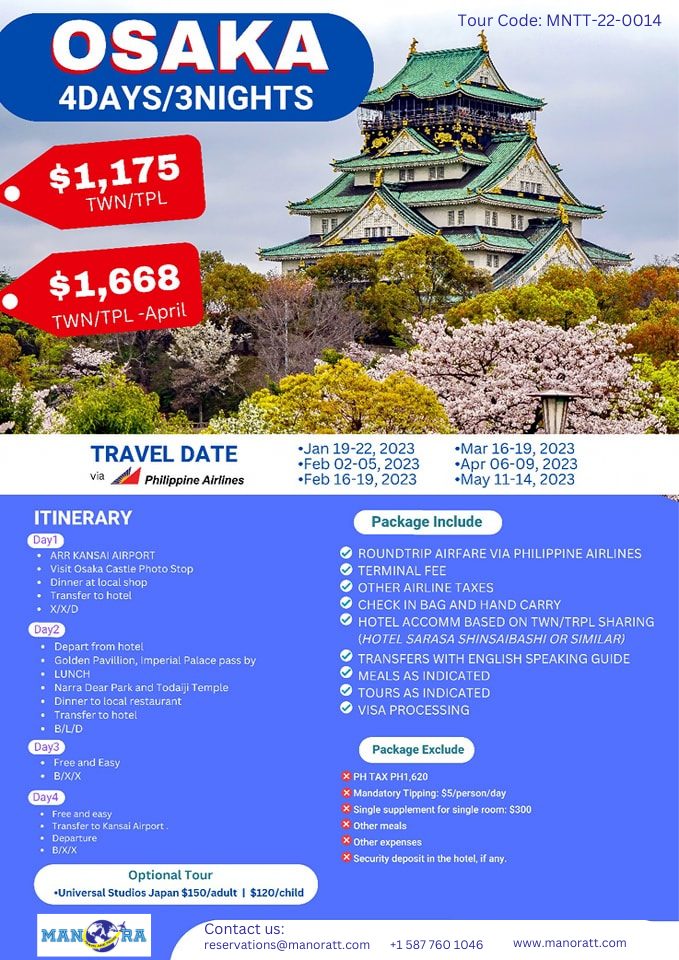 Tour Code: MNTT-22-0014
OSAKA
4DAYS/3NIGHTS
$1,175
TWN/TPL
$1,668
TWN/TPL -April
TRAVEL DATE
via Philippine Airlines
•Jan 19-22, 2023
•Feb 02-05, 2023
•Feb 16-19, 2023
•Mar 16-19, 2023
•Apr 06-09, 2023
•May 11-14, 2023
ITINERARY
Day1
• ARR KANSAI AIRPORT
• Visit Osaka Castle Photo Stop
• Dinner at local shop
• Transfer to hotel
• X/X/D
Day2
• Depart from hotel
• Golden Pavillion, Imperial Palace pass by
• LUNCH
• Narra Dear Park and Todaiji Temple
• Dinner to local restaurant
• Transfer to hotel
• B/L/D
Day3
• Free and Easy
• B/X/X
Day4
• Free and easy
• Transfer to Kansai Airport .
• Departure
• B/X/X
Optional Tour
•Universal Studios Japan $150/adult | $120/child
Package Include
ROUNDTRIP AIRFARE VIA PHILIPPINE AIRLINES
TERMINAL FEE
OTHER AIRLINE TAXES
CHECK IN BAG AND HAND CARRY
HOTEL ACCOMM BASED ON TWN/TRPL SHARING
(HOTEL SARASA SHINSAIBASHI OR SIMILAR)
TRANSFERS WITH ENGLISH SPEAKING GUIDE
MEALS AS INDICATED
TOURS AS INDICATED
VISA PROCESSING
Package Exclude
PH TAX PH1,620
Mandatory Tipping: $5/person/day
Single supplement for single room: $300
Other meals
Other expenses
Security deposit in the hotel, if any.
MANORA
Contact us:
reservations@manoratt.com +1 587 760 1046 www.manoratt.com